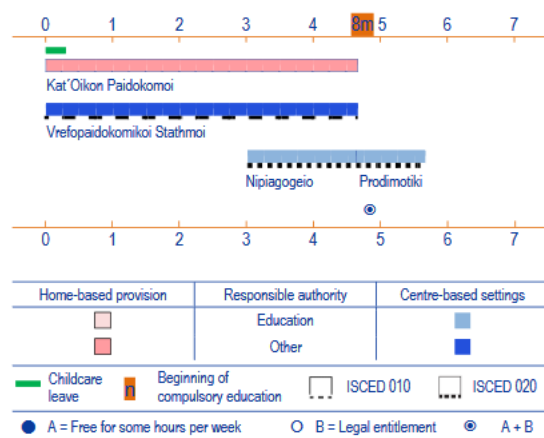 0 1 2 3 4 8m 5 6 7
Kat´Oikon Paidokomoi
Vrefopaidokomikoi Stathmoi
Nipiagogeio Prodimotiki
0 1 2 3 4 5 6 7
Home-based provision Responsible authority Centre-based settings
Education
Other
Childcare leave n Beginning of compulsory education ISCED 010 ISCED 020
A = Free for some hours per week B = Legal entitlement A + B